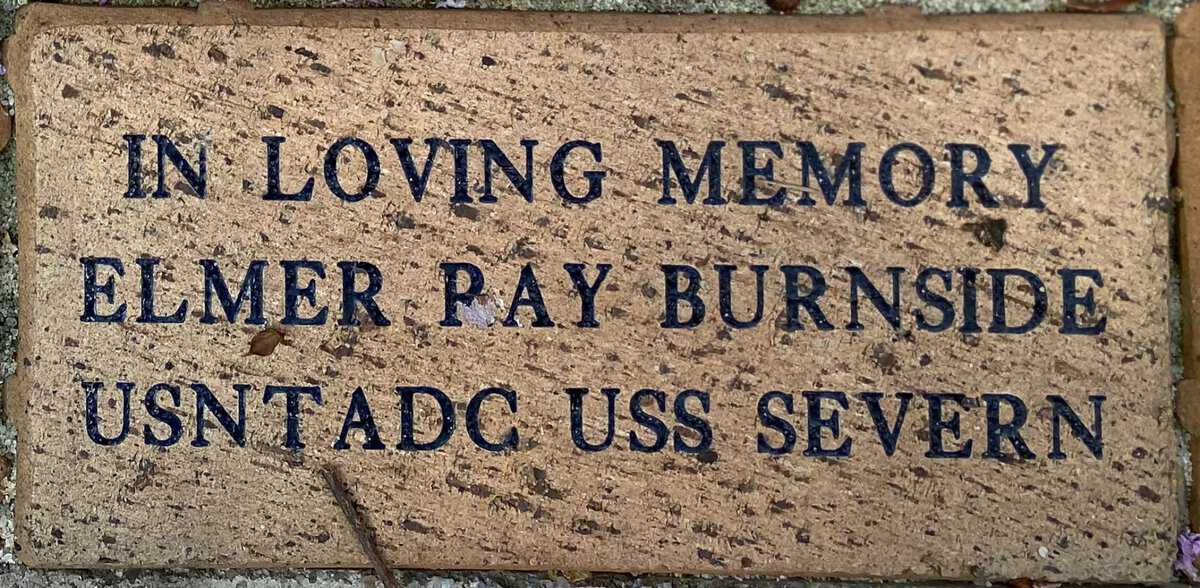 IN LOVING MEMORY
ELMER RAY BURNSIDE
USNTADC USS SEVERN